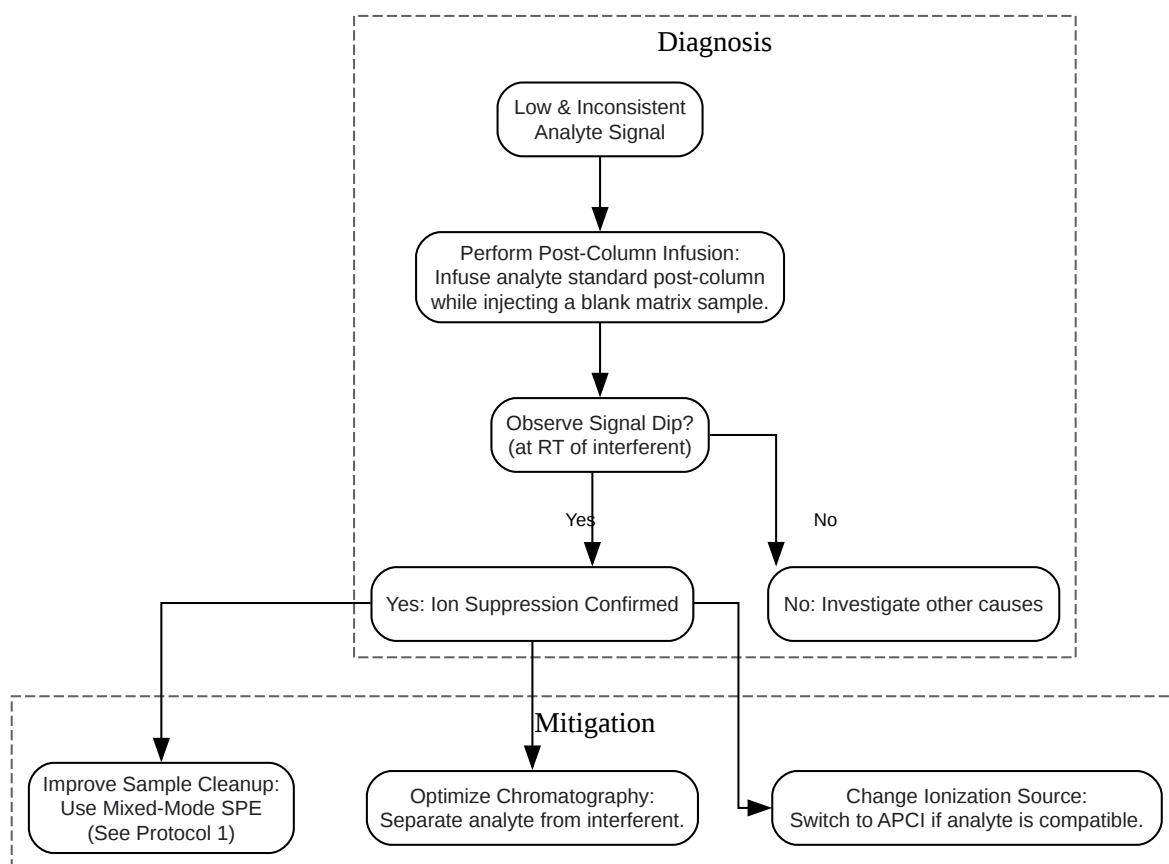 Diagnosis
Low & Inconsistent
Analyte Signal
Perform Post-Column Infusion:
Infuse analyte standard post-column
while injecting a blank matrix sample.
Observe Signal Dip?
(at RT of interferent)
Yes
No
Yes: Ion Suppression Confirmed
No: Investigate other causes
Mitigation
Improve Sample Cleanup:
Use Mixed-Mode SPE
(See Protocol 1)
Optimize Chromatography:
Separate analyte from interferent.
Change Ionization Source:
Switch to APCI if analyte is compatible.